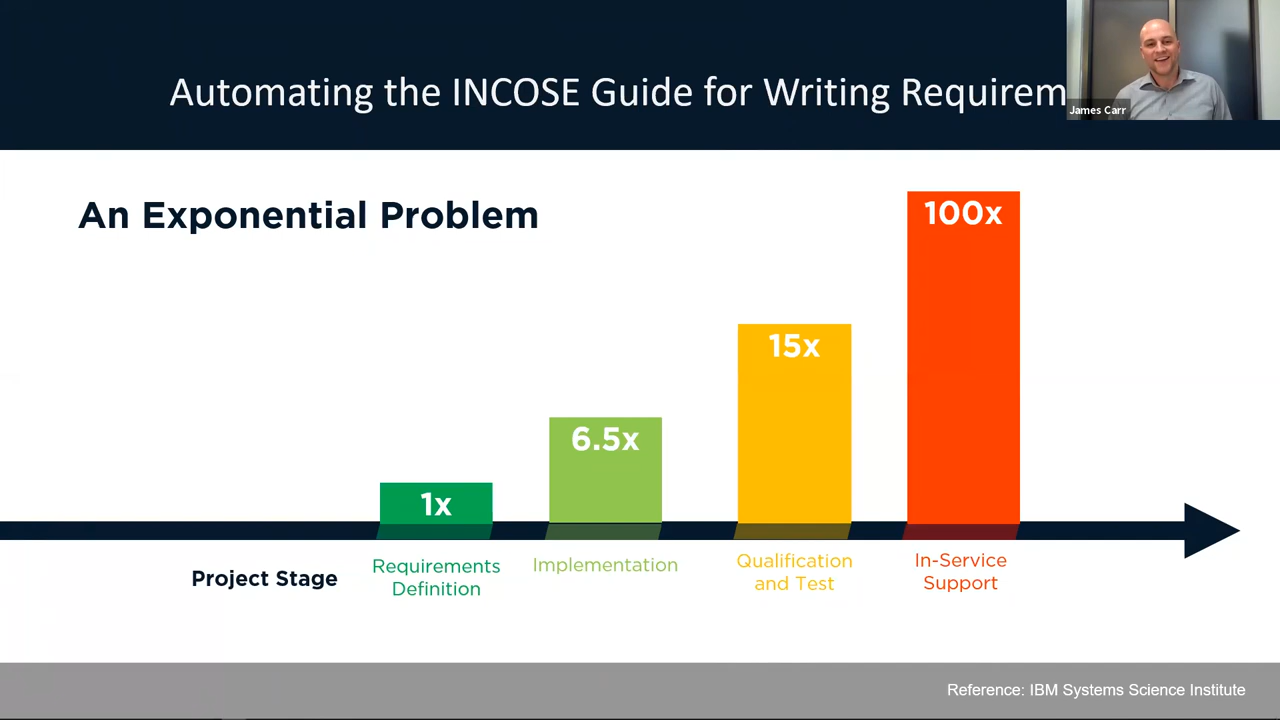 Automating the INCOSE Guide for Writing Requirem
James Carr
An Exponential Problem
100x
15x
6.5x
1x
Project Stage
Requirements
Definition
Implementation
Qualification
and Test
In-Service
Support
Reference: IBM Systems Science Institute